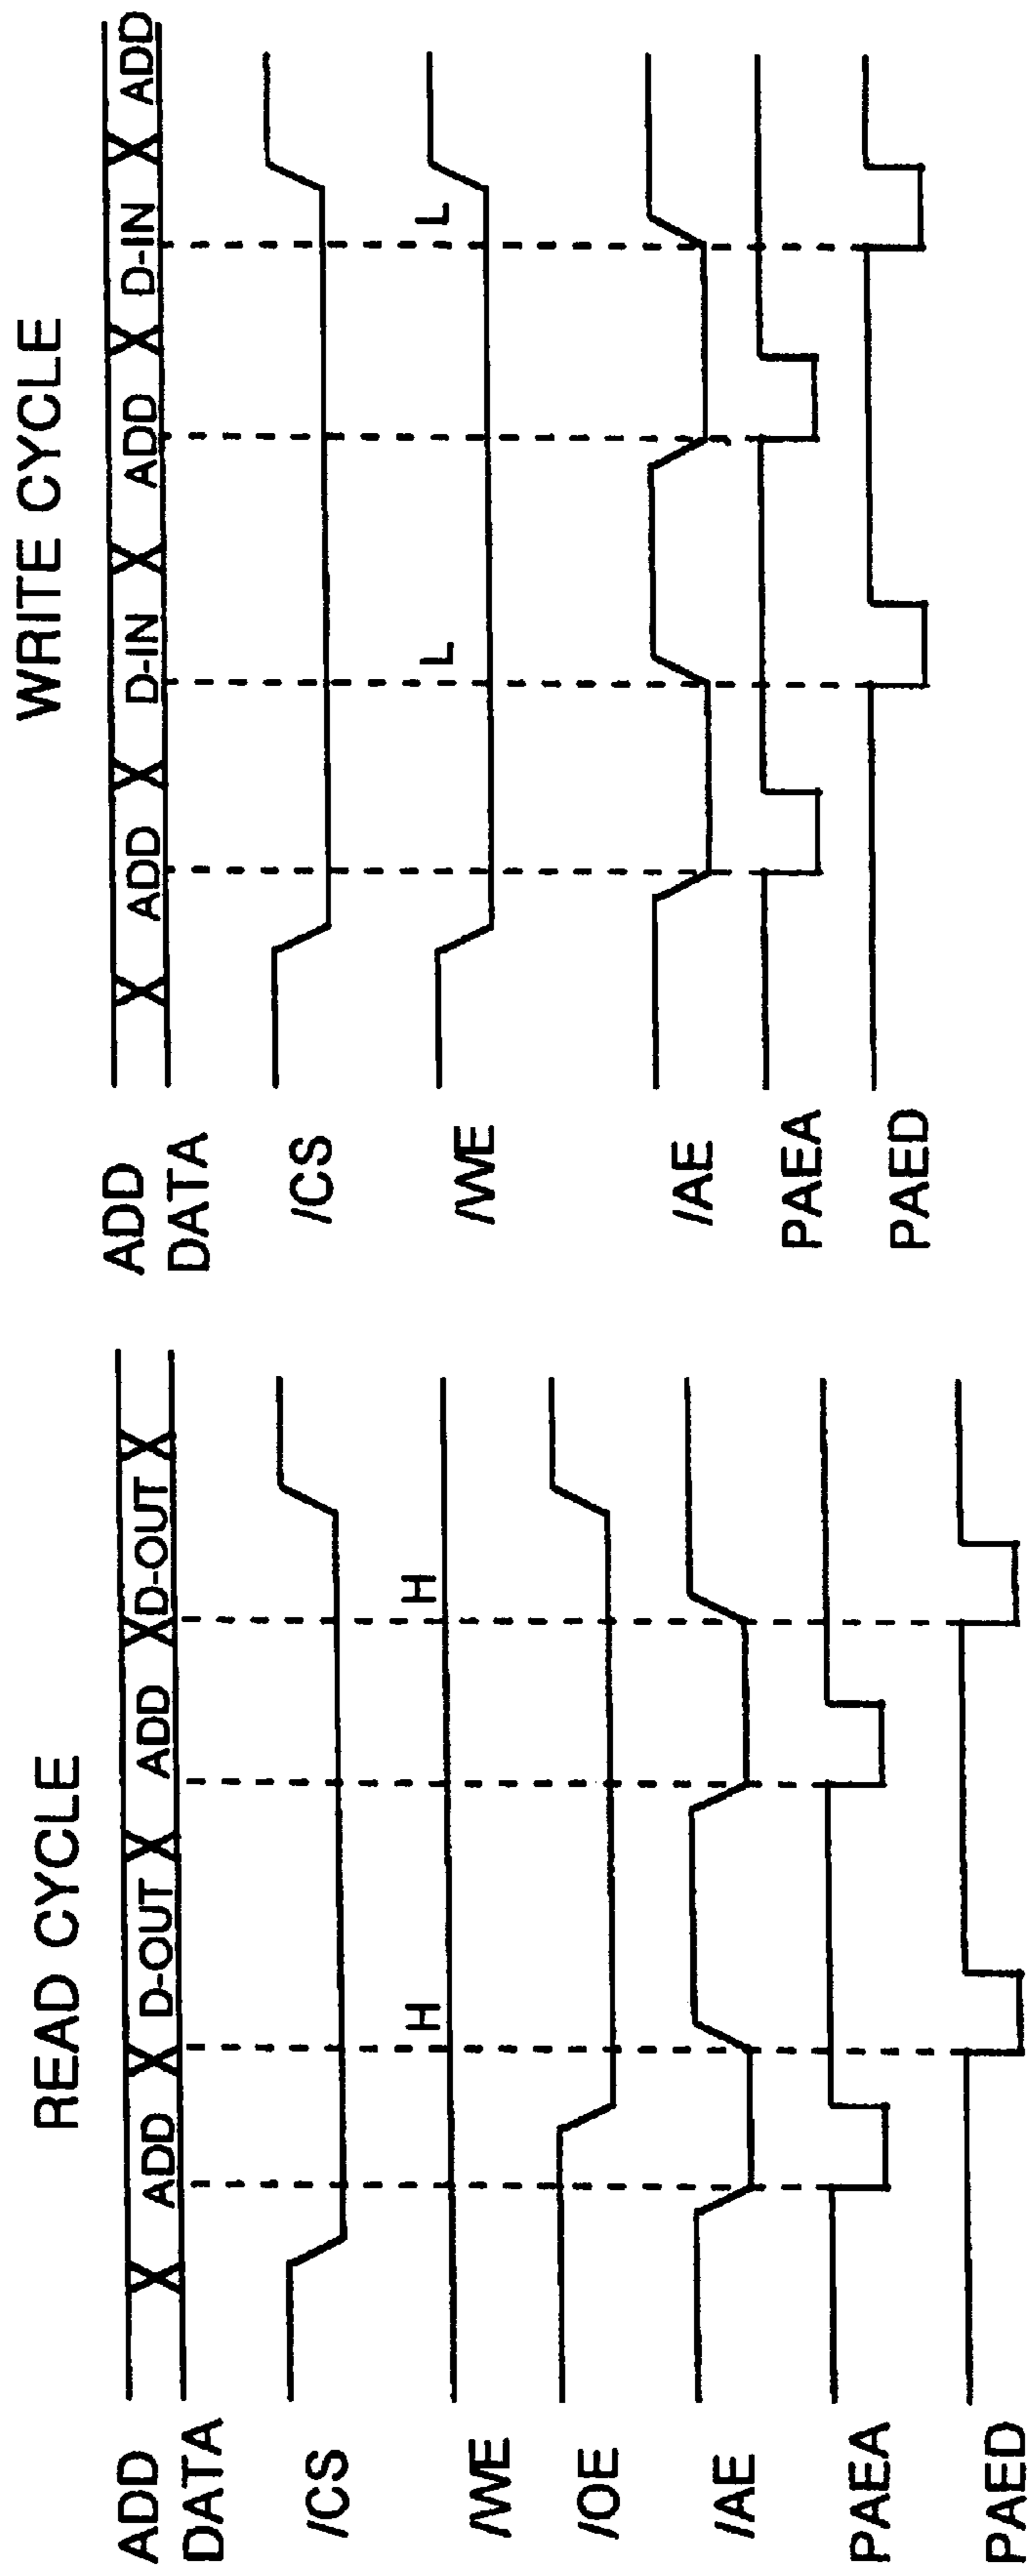 READ CYCLE
ADD
DATA
X ADD X D-OUT X ADD X D-OUT X
/CS
/WE
H H
/OE
/AE
PAEA
PAED
WRITE CYCLE
ADD
DATA
X ADD X D-IN X ADD X D-IN X ADD
/CS
/WE
L L
/AE
PAEA
PAED